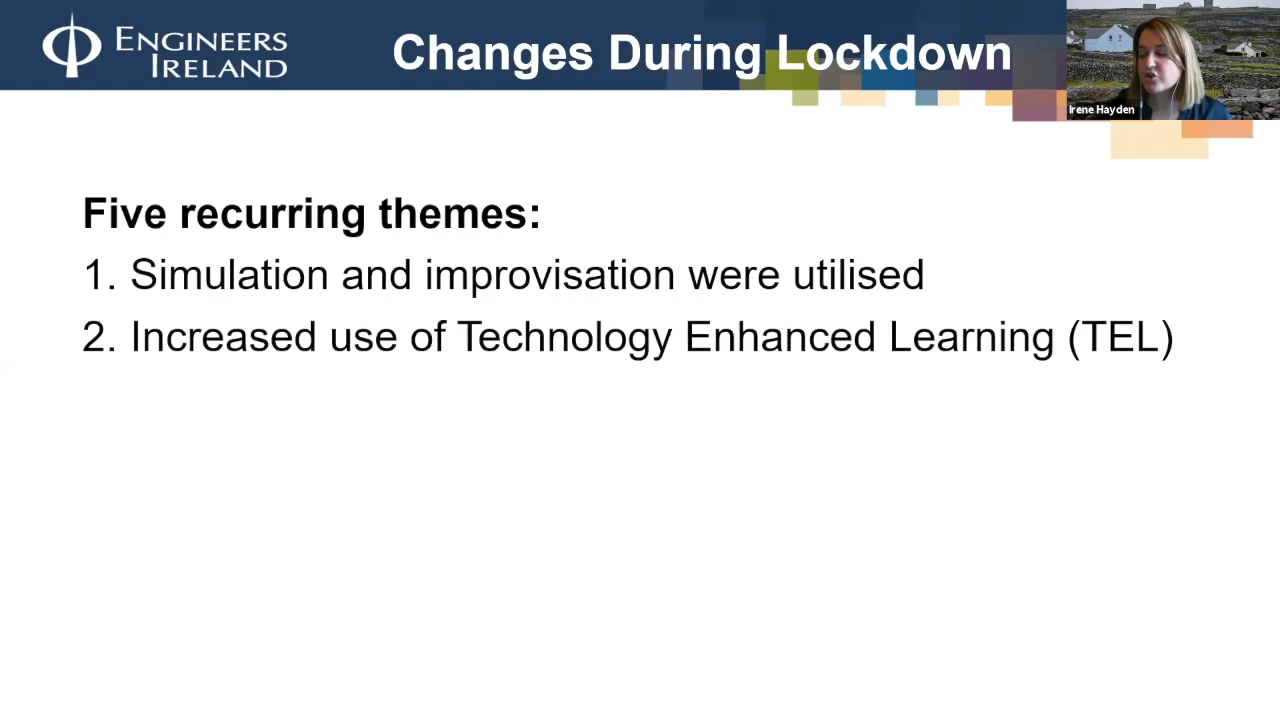 ENGINEERS
IRELAND
Changes During Lockdown
Irene Hayden
Five recurring themes:
1. Simulation and improvisation were utilised
2. Increased use of Technology Enhanced Learning (TEL)